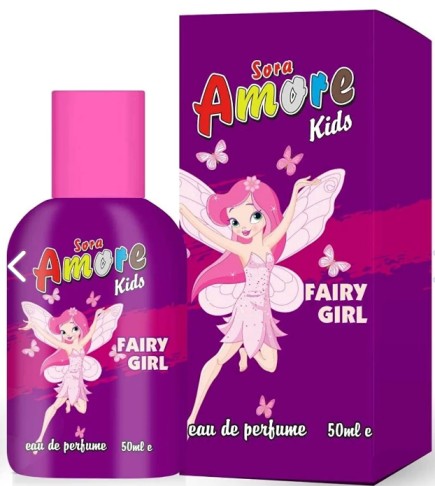 Sora
Amore
Kids
FAIRY
GIRL
eau de perfume 50ml e
Sora
Amore
Kids
FAIRY
GIRL
eau de perfume 50ml e